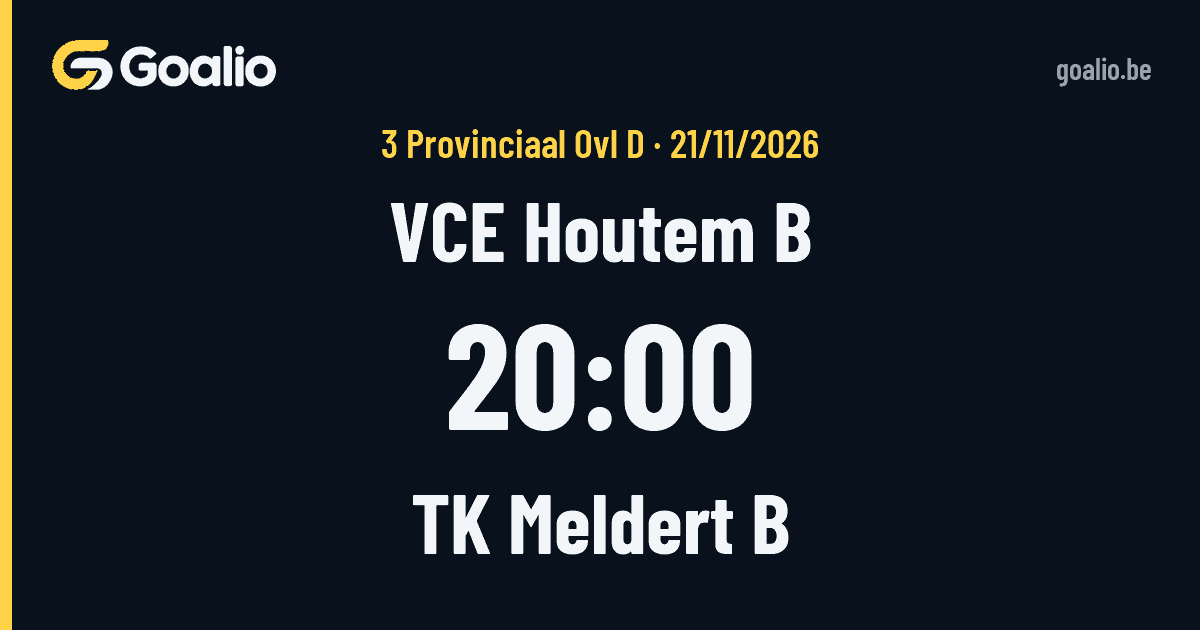 Goalio
goalio.be
3 Provinciaal Ovl D · 21/11/2026
VCE Houtem B
20:00
TK Meldert B